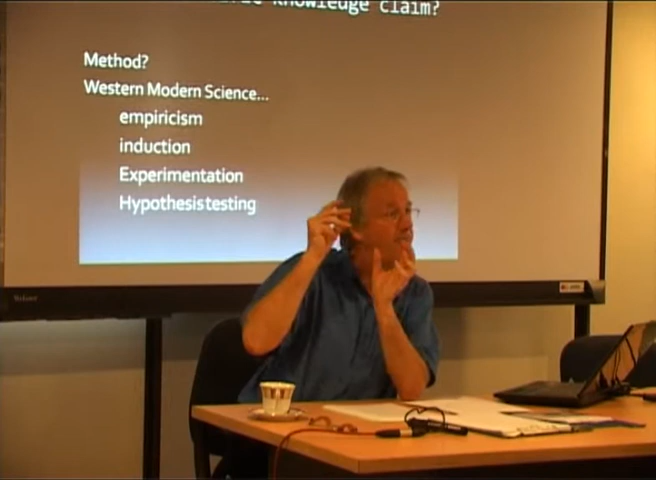 knowledge claim?
Method?
Western Modern Science...
empiricism
induction
Experimentation
Hypothesis testing